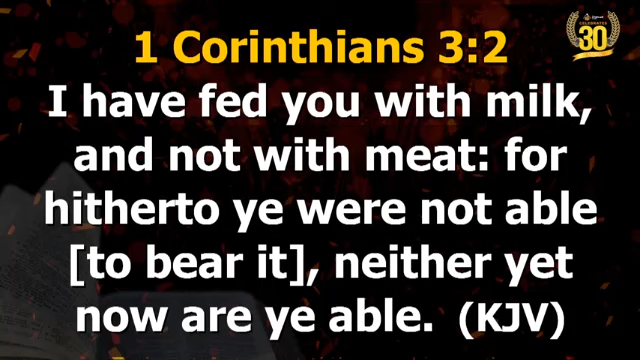 1 Corinthians 3:2
I have fed you with milk,
and not with meat: for
hitherto ye were not able
[to bear it], neither yet
now are ye able. (KJV)
CELEBRATES
30